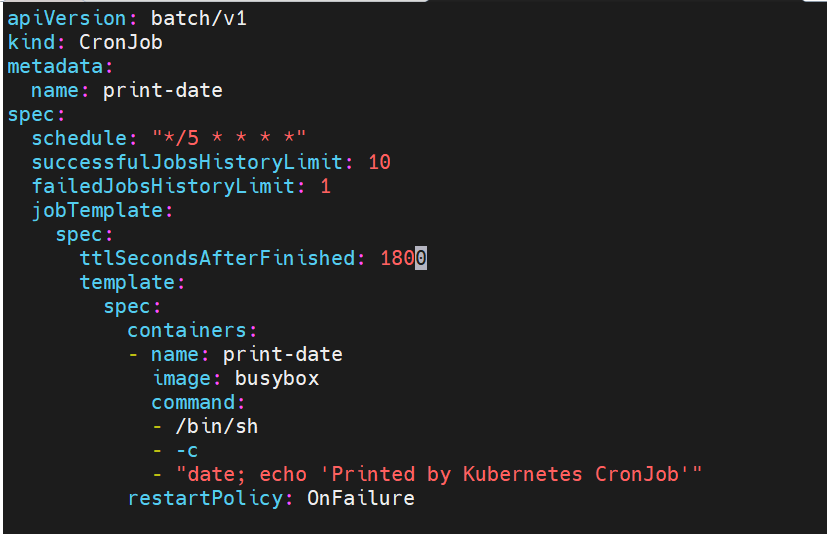 apiVersion: batch/v1
kind: CronJob
metadata:
  name: print-date
spec:
  schedule: "*/5 * * * *"
  successfulJobsHistoryLimit: 10
  failedJobsHistoryLimit: 1
  jobTemplate:
    spec:
      ttlSecondsAfterFinished: 1800
      template:
        spec:
          containers:
          - name: print-date
            image: busybox
            command:
            - /bin/sh
            - -c
            - "date; echo 'Printed by Kubernetes CronJob'"
          restartPolicy: OnFailure